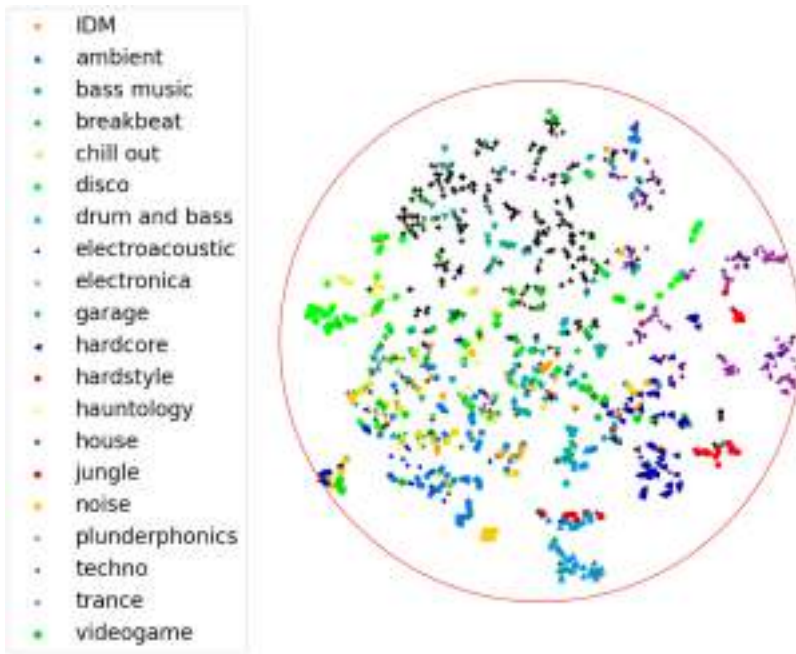 IDM
ambient
bass music
breakbeat
chill out
disco
drum and bass
electroacoustic
electronica
garage
hardcore
hardstyle
hauntology
house
jungle
noise
plunderphonics
techno
trance
videogame